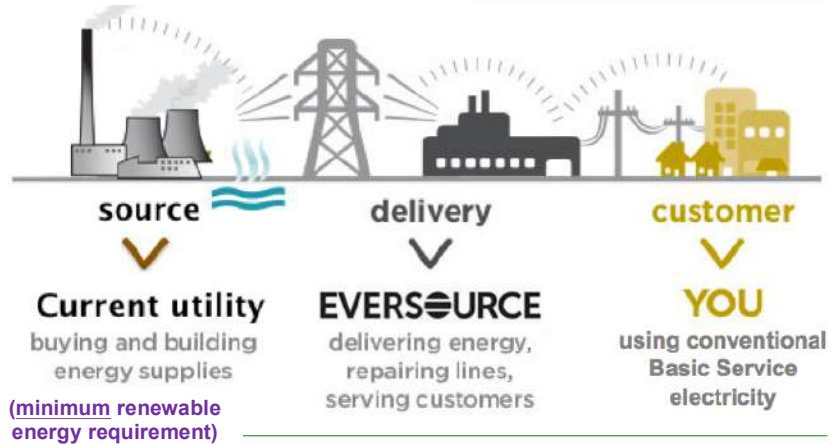 source
delivery
customer
Current utility
buying and building
energy supplies
(minimum renewable
energy requirement)
EVERSOURCE
delivering energy,
repairing lines,
serving customers
YOU
using conventional
Basic Service
electricity